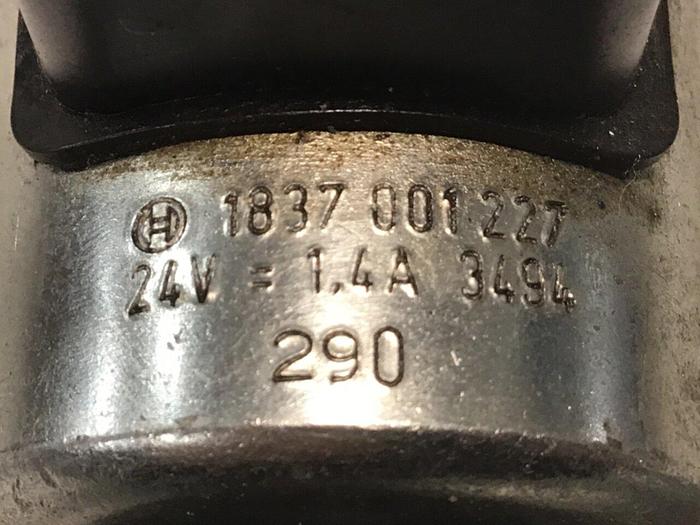 H 1837 001 227
24V = 1,4A 3494
290